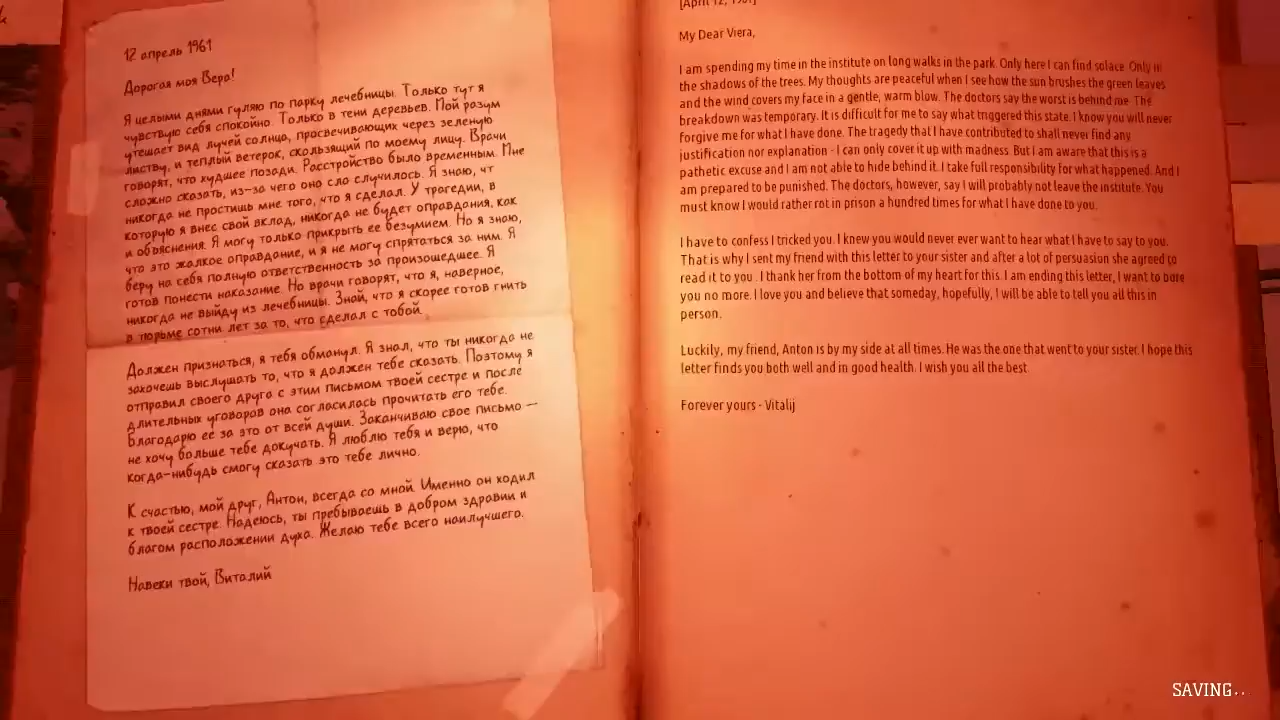 12 апрель 1961
Дорогая моя Вера!
Я целыми днями гуляю по парку лечебницы. Только тут я
чувствую себя спокойно. Только в тени деревьев. Мой разум
утешает вид лучей солнца, просвечивающих через зеленую
листву, и теплый ветерок, скользящий по моему лицу. Врачи
говорят, что худшее позади. Расстройство было временным. Мне
сложно сказать, из-за чего оно сло случилось. Я знаю, чт
никогда не простишь мне того, что я сделал. У трагедии, в
которую я внес свой вклад, никогда не будет оправдания, как
и объяснения. Я могу только прикрыть ее безумием. Но я знаю,
что это жалкое оправдание, и я не могу спрятаться за ним. Я
беру на себя полную ответственность за произошедшее. Я
готов понести наказание. Но врачи говорят, что я, наверное,
никогда не выйду из лечебницы. Знай, что я скорее готов гнить
в тюрьме сотни лет за то, что сделал с тобой.
Должен признаться, я тебя обманул. Я знал, что ты никогда не
захочешь выслушать то, что я должен тебе сказать. Поэтому я
отправил своего друга с этим письмом твоей сестре и после
длительных уговоров она согласилась прочитать его тебе.
Благодарю ее за это от всей души. Заканчиваю свое письмо —
не хочу больше тебе докучать. Я люблю тебя и верю, что
когда-нибудь смогу сказать это тебе лично.
К счастью, мой друг, Антон, всегда со мной. Именно он ходил
к твоей сестре. Надеюсь, ты пребываешь в добром здравии и
благом расположении духа. Желаю тебе всего наилучшего.
Навеки твой, Виталий
[April 12, 1961]
My Dear Viera,
I am spending my time in the institute on long walks in the park. Only here I can find solace. Only in
the shadows of the trees. My thoughts are peaceful when I see how the sun brushes the green leaves
and the wind covers my face in a gentle, warm blow. The doctors say the worst is behind me. The
breakdown was temporary. It is difficult for me to say what triggered this state. I know you will never
forgive me for what I have done. The tragedy that I have contributed to shall never find any
justification nor explanation - I can only cover it up with madness. But I am aware that this is a
pathetic excuse and I am not able to hide behind it. I take full responsibility for what happened. And I
am prepared to be punished. The doctors, however, say I will probably not leave the institute. You
must know I would rather rot in prison a hundred times for what I have done to you.
I have to confess I tricked you. I knew you would never ever want to hear what I have to say to you.
That is why I sent my friend with this letter to your sister and after a lot of persuasion she agreed to
read it to you. I thank her from the bottom of my heart for this. I am ending this letter, I want to bore
you no more. I love you and believe that someday, hopefully, I will be able to tell you all this in
person.
Luckily, my friend, Anton is by my side at all times. He was the one that went to your sister. I hope this
letter finds you both well and in good health. I wish you all the best.
Forever yours - Vitalij
SAVING..